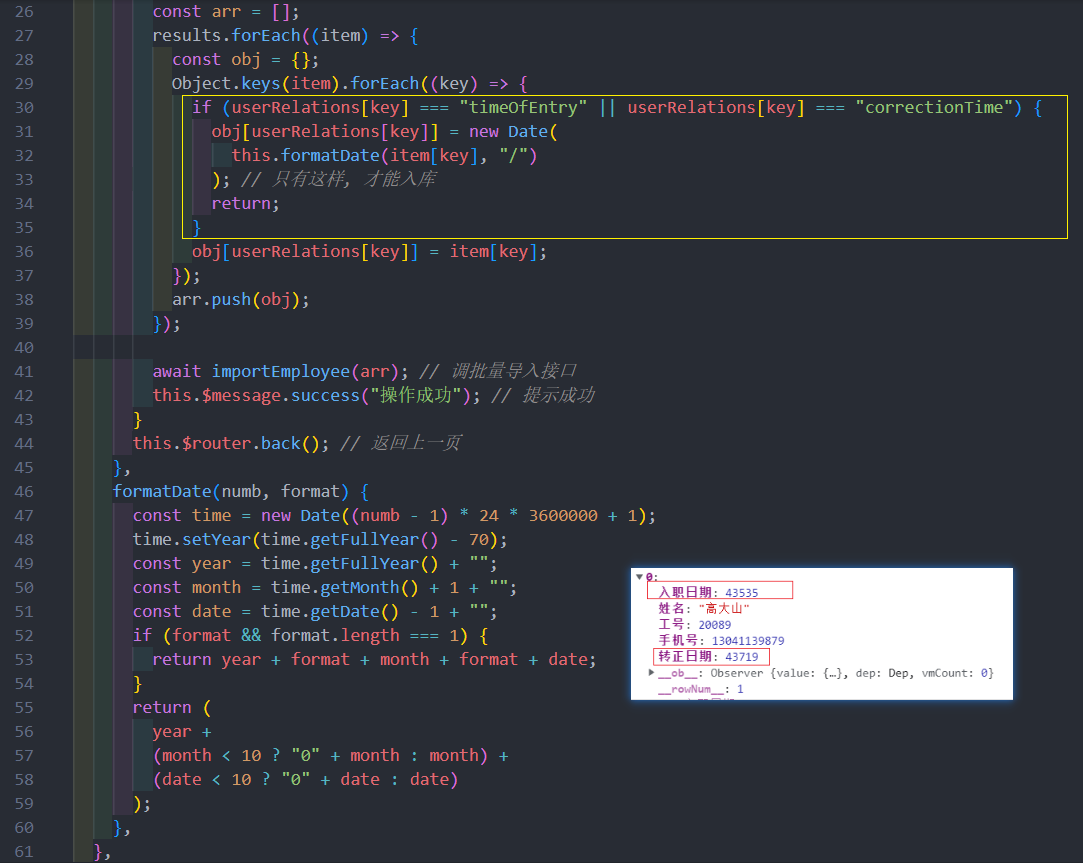 26 const arr = [];
27 results.forEach((item) => {
28 const obj = {};
29 Object.keys(item).forEach((key) => {
30 if (userRelations[key] === "timeOfEntry" || userRelations[key] === "correctionTime") {
31 obj[userRelations[key]] = new Date(
32 this.formatDate(item[key], "/")
33 ); // 只有这样, 才能入库
34 return;
35 }
36 obj[userRelations[key]] = item[key];
37 });
38 arr.push(obj);
39 });
40
41 await importEmployee(arr); // 调批量导入接口
42 this.$message.success("操作成功"); // 提示成功
43 }
44 this.$router.back(); // 返回上一页
45 },
46 formatDate(numb, format) {
47 const time = new Date((numb - 1) * 24 * 3600000 + 1);
48 time.setYear(time.getFullYear() - 70);
49 const year = time.getFullYear() + "";
50 const month = time.getMonth() + 1 + "";
51 const date = time.getDate() - 1 + "";
52 if (format && format.length === 1) {
53 return year + format + month + format + date;
54 }
55 return (
56 year +
57 (month < 10 ? "0" + month : month) +
58 (date < 10 ? "0" + date : date)
59 );
60 },
61 },
▼0:
入职日期: 43535
姓名: "高大山"
工号: 20089
手机号: 13041139879
转正日期: 43719
▶__ob__: Observer {value: {…}, dep: Dep, vmCount: 0}
__rowNum__: 1